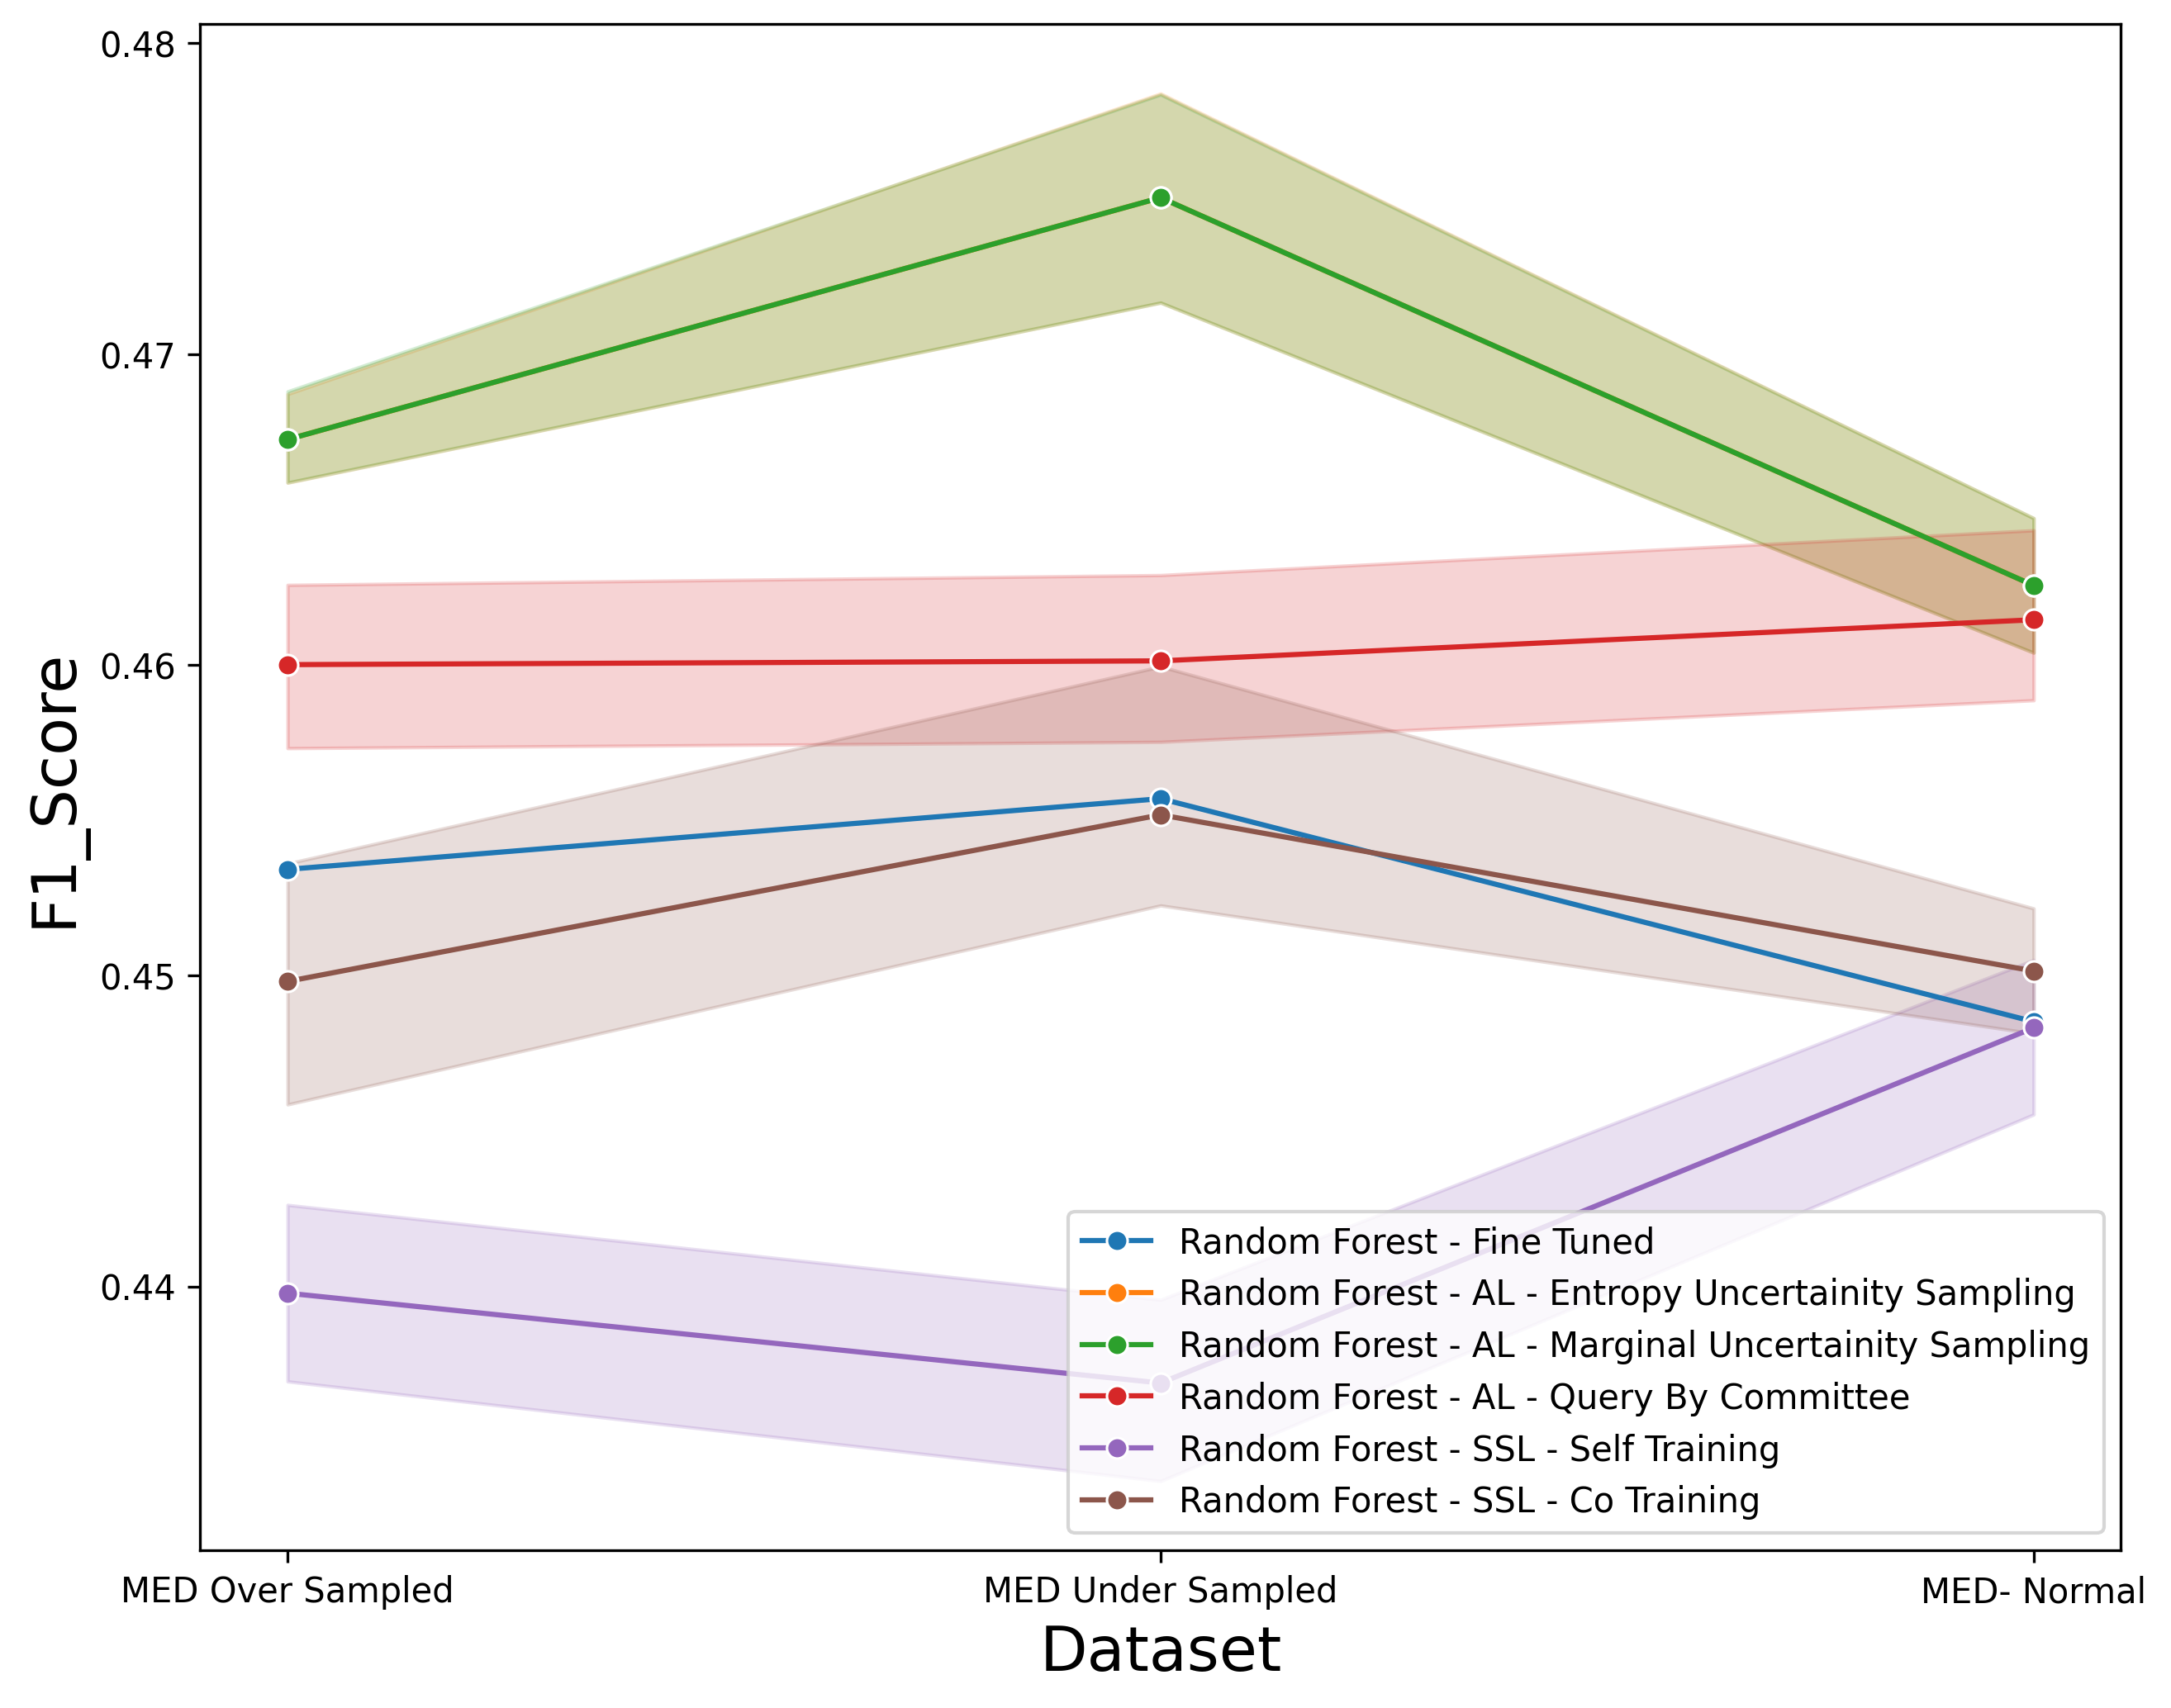 0.48
0.47
0.46
0.45
0.44
F1_Score
Random Forest - Fine Tuned
Random Forest - AL - Entropy Uncertainity Sampling
Random Forest - AL - Marginal Uncertainity Sampling
Random Forest - AL - Query By Committee
Random Forest - SSL - Self Training
Random Forest - SSL - Co Training
MED Over Sampled
MED Under Sampled
MED- Normal
Dataset